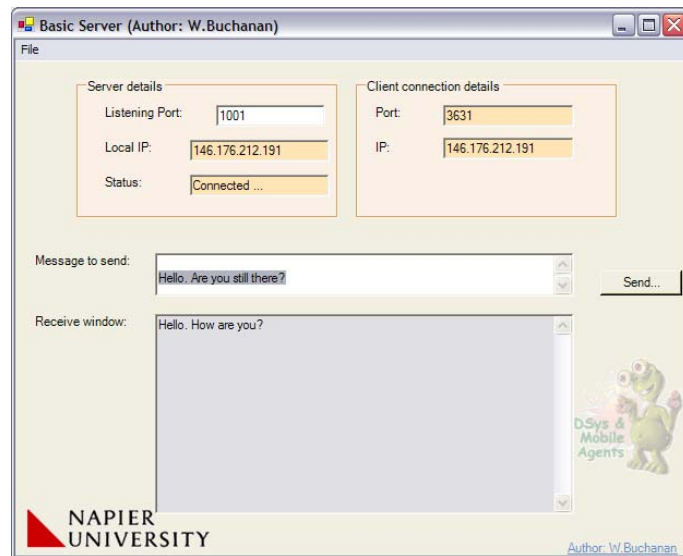 Basic Server (Author: W.Buchanan)
File
Server details
Listening Port: 1001
Local IP: 146.176.212.191
Status: Connected ...
Client connection details
Port: 3631
IP: 146.176.212.191
Message to send:
Hello. Are you still there?
Send...
Receive window:
Hello. How are you?
DSys &
Mobile
Agents
NAPIER
UNIVERSITY
Author: W.Buchanan